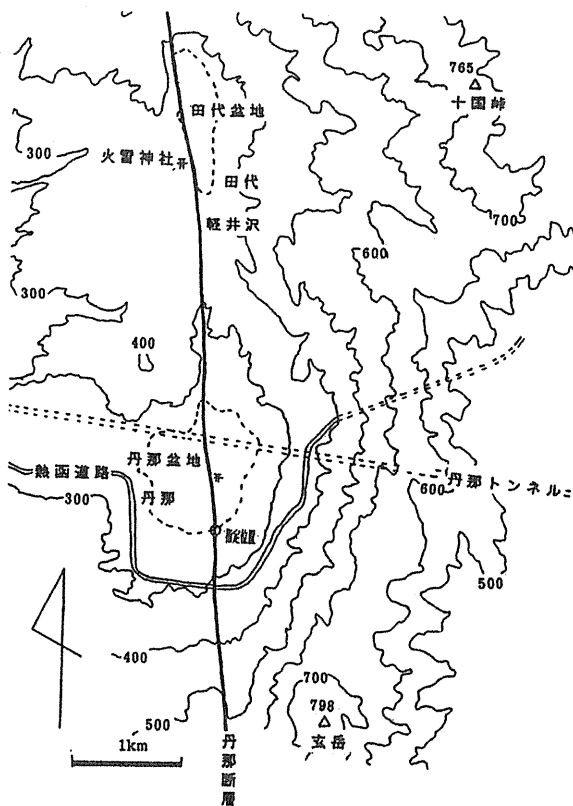 765
十国峠
田代盆地
300
火雷神社
田代
700
軽井沢
600
300
400
丹那盆地
熱函道路
丹那トンネル
600
300
丹那
500
400
700
798
500
玄岳
1km
丹那断層